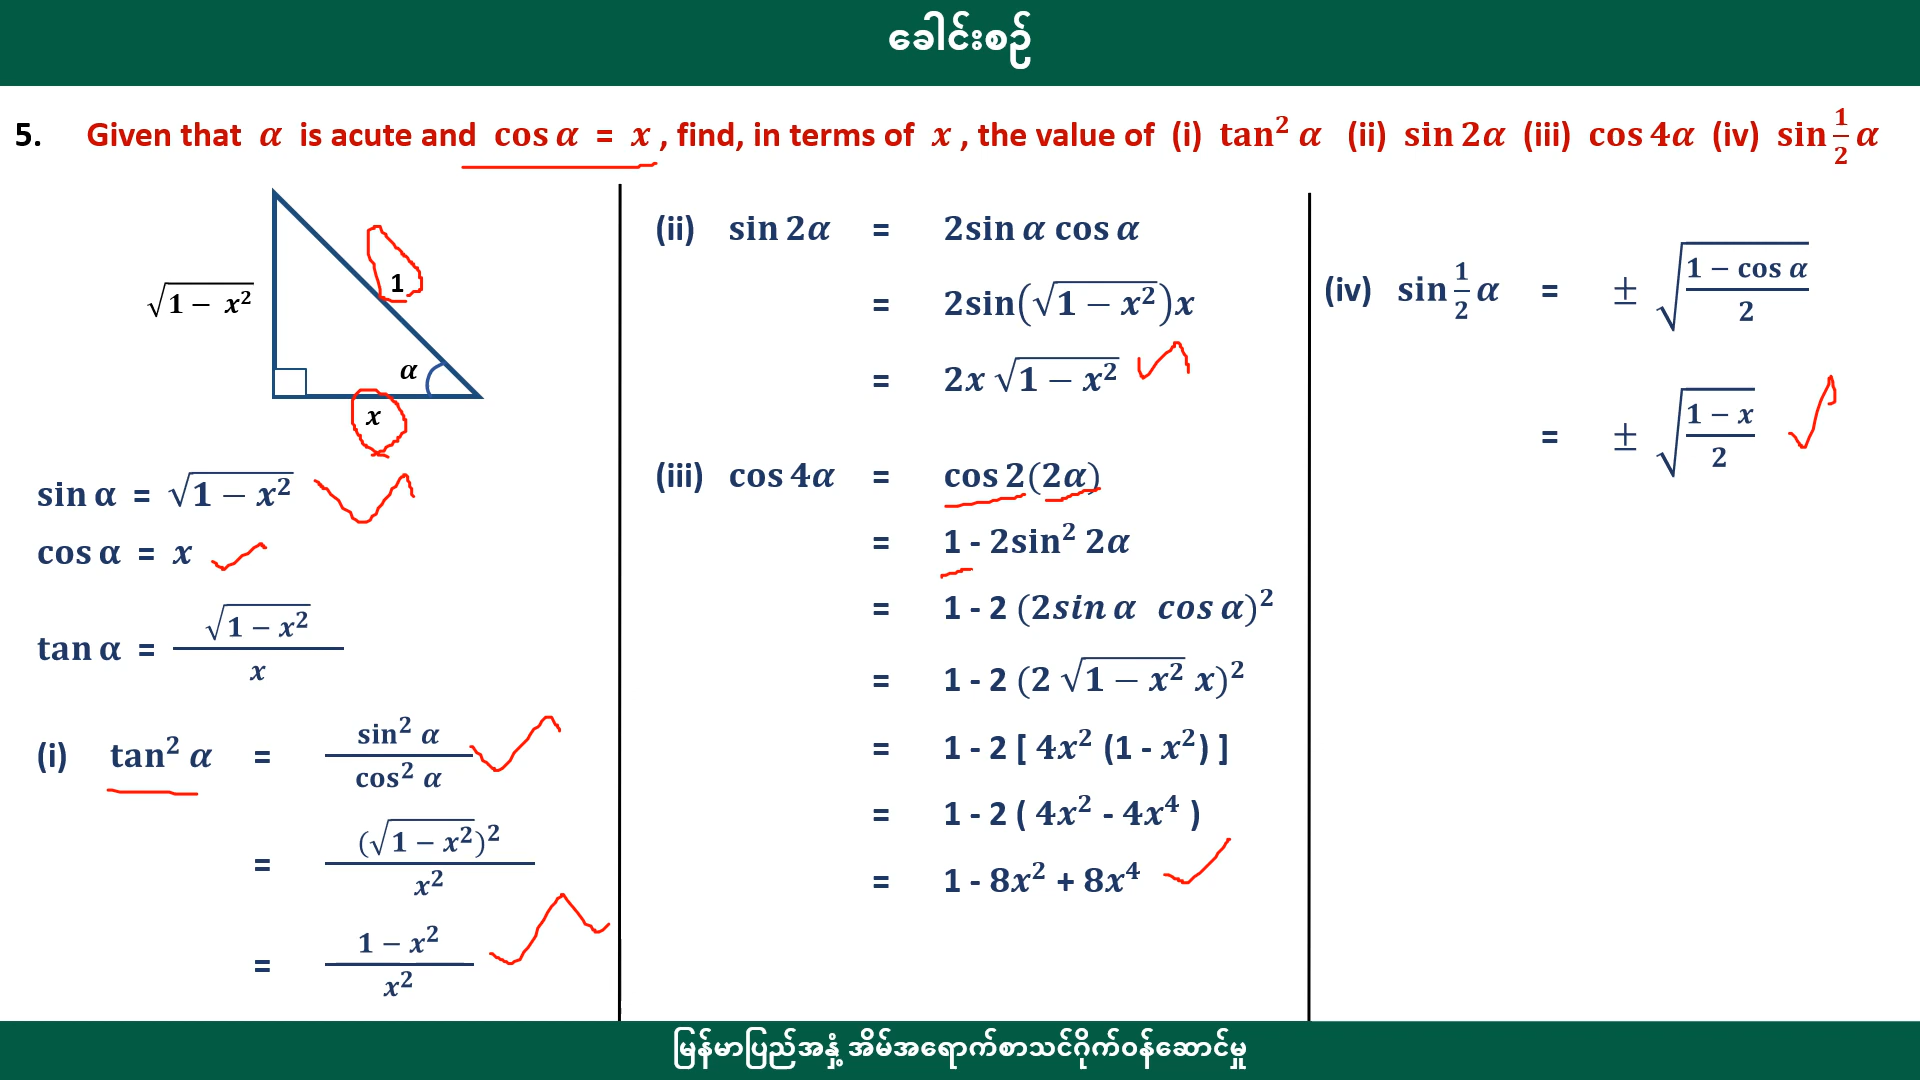 ခေါင်းစဉ်
5. Given that α is acute and cos α = x , find, in terms of x , the value of (i) tan² α (ii) sin 2α (iii) cos 4α (iv) sin ½ α
√(1 − x²)
1
α
x
sin α = √(1 − x²)
cos α = x
tan α = √(1 − x²) / x
(i) tan² α = sin² α / cos² α
= (√(1 − x²))² / x²
= (1 − x²) / x²
(ii) sin 2α = 2sin α cos α
= 2sin(√(1 − x²))x
= 2x √(1 − x²)
(iii) cos 4α = cos 2(2α)
= 1 - 2sin² 2α
= 1 - 2 (2sin α cos α)²
= 1 - 2 (2 √(1 − x²) x)²
= 1 - 2 [ 4x² (1 - x²) ]
= 1 - 2 ( 4x² - 4x⁴ )
= 1 - 8x² + 8x⁴
(iv) sin ½ α = ± √((1 − cos α) / 2)
= ± √((1 − x) / 2)
မြန်မာပြည်အနှံ့ အိမ်အရောက်စာသင်ဂိုက်ဝန်ဆောင်မှု